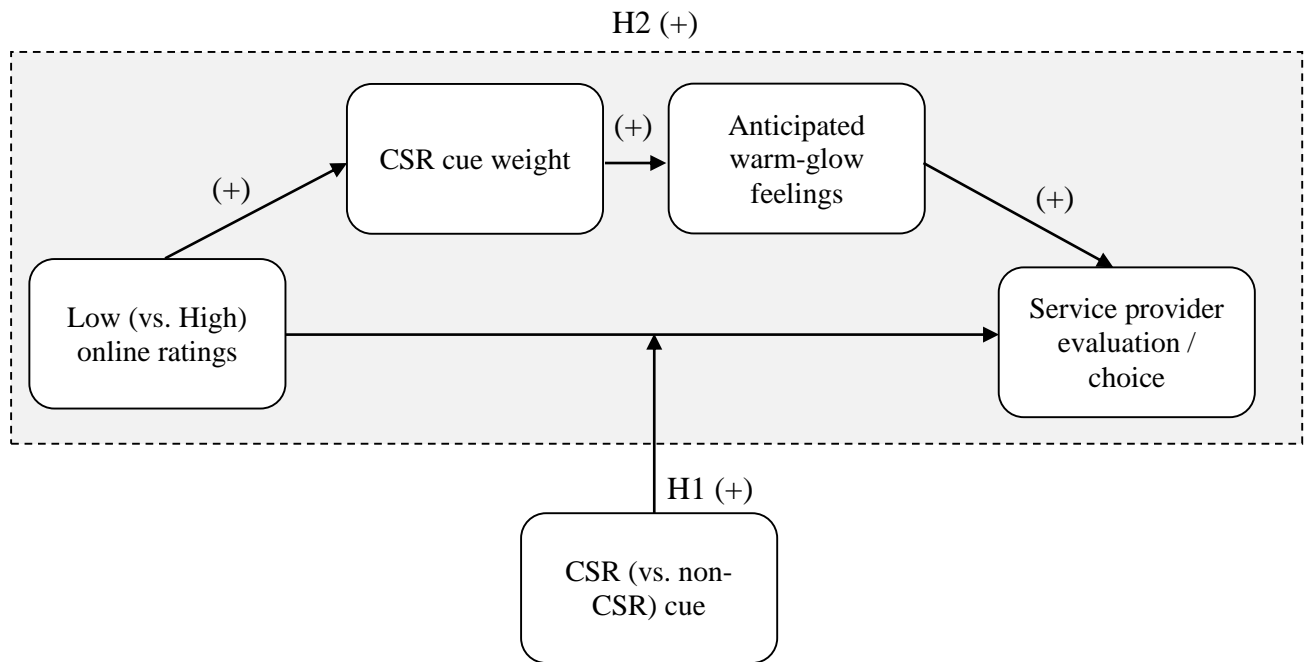 H2 (+)
CSR cue weight
(+)
Anticipated
warm-glow
feelings
(+)
(+)
Low (vs. High)
online ratings
Service provider
evaluation /
choice
H1 (+)
CSR (vs. non-
CSR) cue